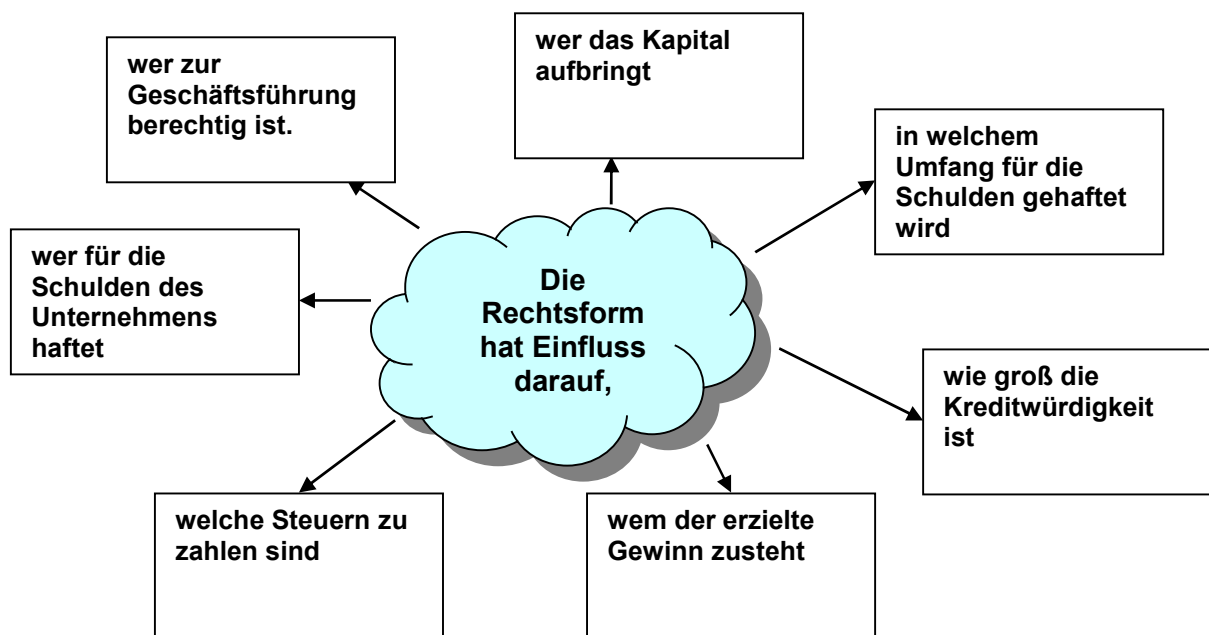 wer zur
Geschäftsführung
berechtig ist.
wer das Kapital
aufbringt
in welchem
Umfang für die
Schulden gehaftet
wird
wer für die
Schulden des
Unternehmens
haftet
Die
Rechtsform
hat Einfluss
darauf,
wie groß die
Kreditwürdigkeit
ist
welche Steuern zu
zahlen sind
wem der erzielte
Gewinn zusteht